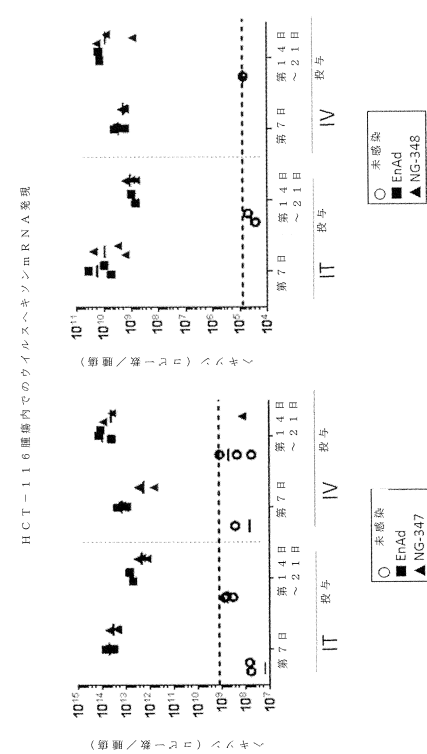 HCT-116腫瘍内でのウイルスヘキソンmRNA発現
ヘキソン (コピー数/腫瘍)
10¹⁵
10¹⁴
10¹³
10¹²
10¹¹
10¹⁰
10⁹
10⁸
10⁷
第7日
第14日
~21日
第7日
第14日
~21日
IT
投与
IV
投与
未感染
EnAd
NG-347
ヘキソン (コピー数/腫瘍)
10¹¹
10¹⁰
10⁹
10⁸
10⁷
10⁶
10⁵
10⁴
第7日
第14日
~21日
第7日
第14日
~21日
IT
投与
IV
投与
未感染
EnAd
NG-348